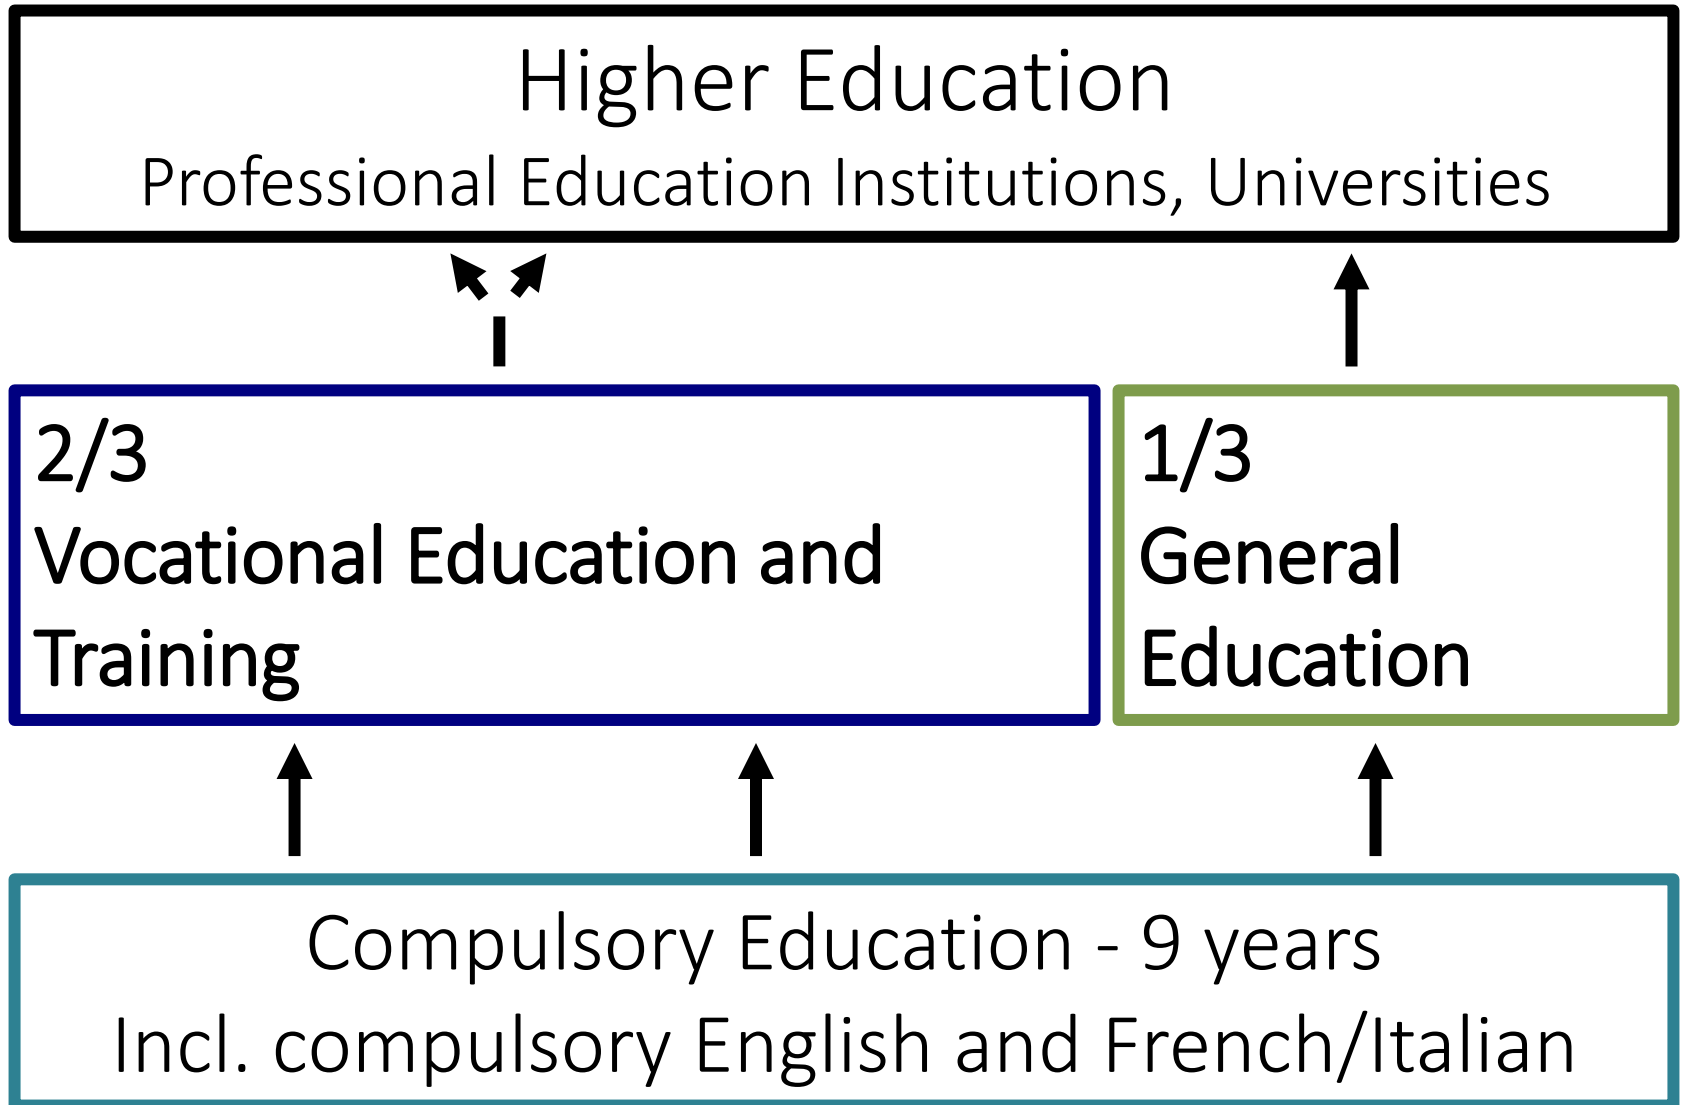 Higher Education
Professional Education Institutions, Universities
2/3
Vocational Education and
Training
1/3
General
Education
Compulsory Education - 9 years
Incl. compulsory English and French/Italian